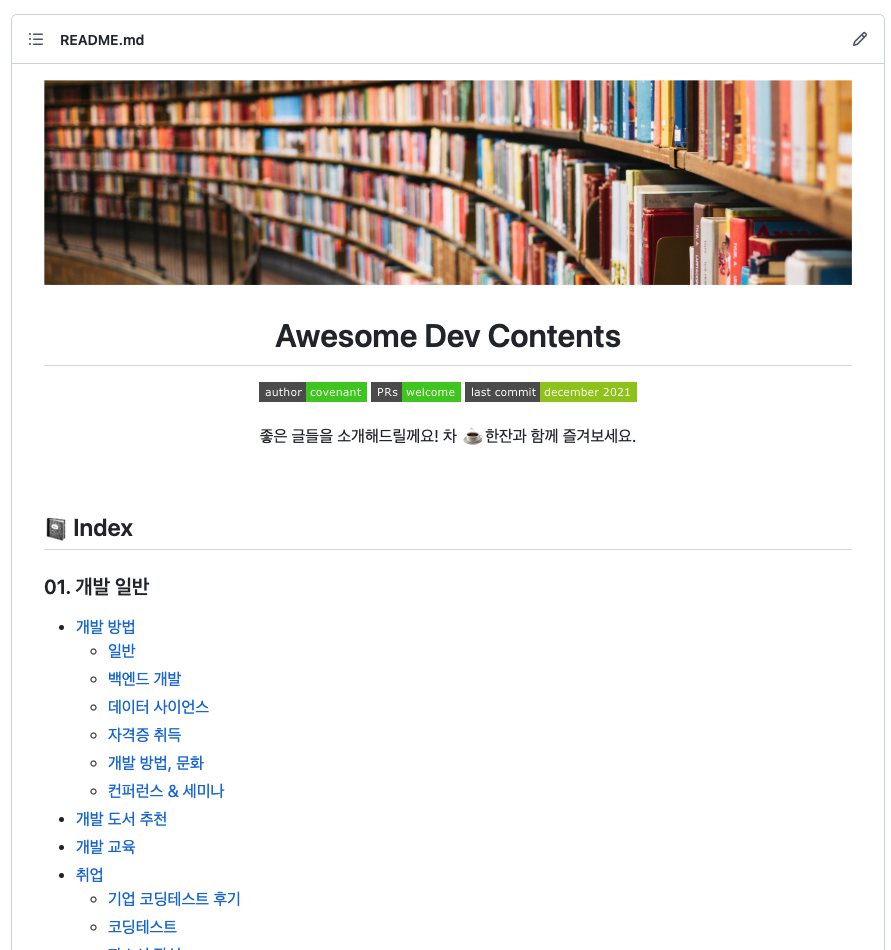 README.md
Awesome Dev Contents
author covenant PRs welcome last commit december 2021
좋은 글들을 소개해드릴께요! 차 ☕한잔과 함께 즐겨보세요.
Index
01. 개발 일반
개발 방법
일반
백엔드 개발
데이터 사이언스
자격증 취득
개발 방법, 문화
컨퍼런스 & 세미나
개발 도서 추천
개발 교육
취업
기업 코딩테스트 후기
코딩테스트